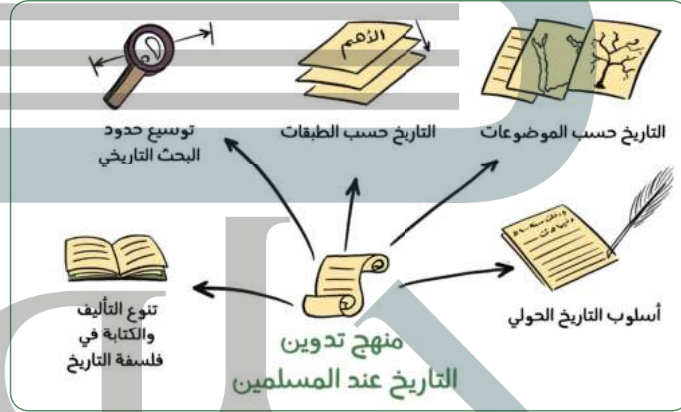 توسيع حدود
البحث التاريخي
الأهم
التاريخ حسب الطبقات
التاريخ حسب الموضوعات
تنوع التأليف
والكتابة في
فلسفة التاريخ
منهج تدوين
التاريخ عند المسلمين
أسلوب التاريخ الحولي